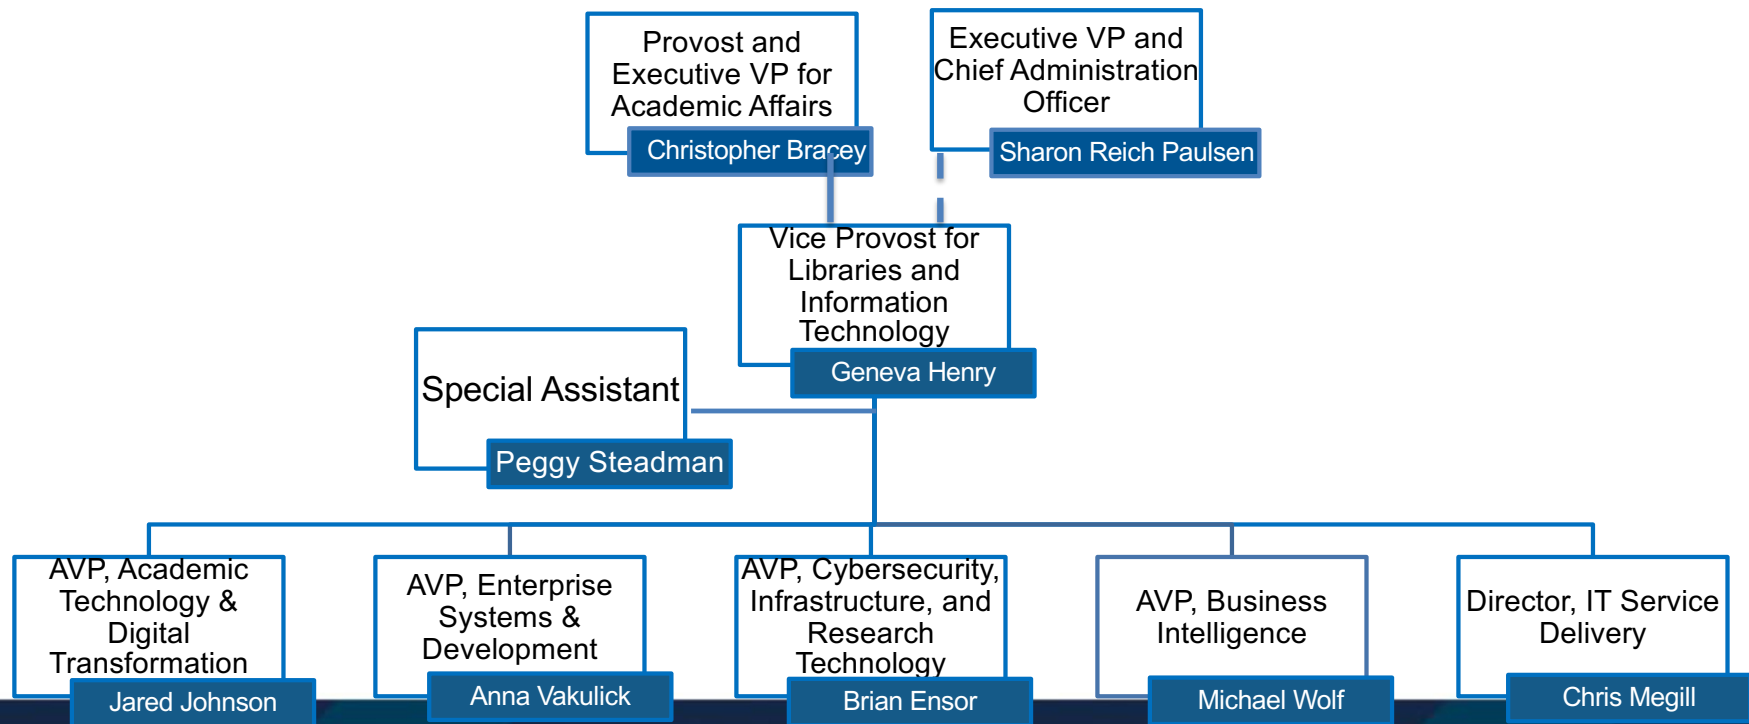 Provost and
Executive VP for
Academic Affairs
Christopher Bracey
Executive VP and
Chief Administration
Officer
Sharon Reich Paulsen
Vice Provost for
Libraries and
Information
Technology
Geneva Henry
Special Assistant
Peggy Steadman
AVP, Academic
Technology &
Digital
Transformation
Jared Johnson
AVP, Enterprise
Systems &
Development
Anna Vakulick
AVP, Cybersecurity,
Infrastructure, and
Research
Technology
Brian Ensor
AVP, Business
Intelligence
Michael Wolf
Director, IT Service
Delivery
Chris Megill